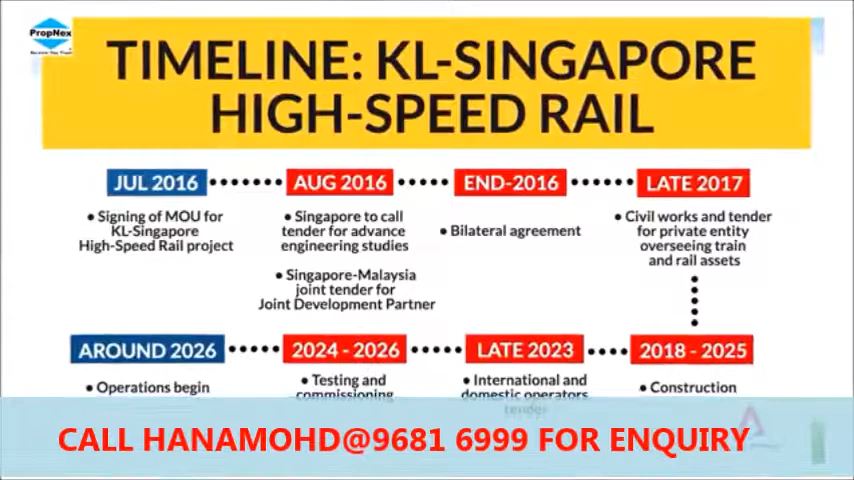 PropNex
TIMELINE: KL-SINGAPORE
HIGH-SPEED RAIL
JUL 2016
• Signing of MOU for
KL-Singapore
High-Speed Rail project
AUG 2016
• Singapore to call
tender for advance
engineering studies
• Singapore-Malaysia
joint tender for
Joint Development Partner
END-2016
• Bilateral agreement
LATE 2017
• Civil works and tender
for private entity
overseeing train
and rail assets
2018 - 2025
• Construction
LATE 2023
• International and
domestic operators
tender
2024 - 2026
• Testing and
commissioning
AROUND 2026
• Operations begin
CALL HANAMOHD@9681 6999 FOR ENQUIRY